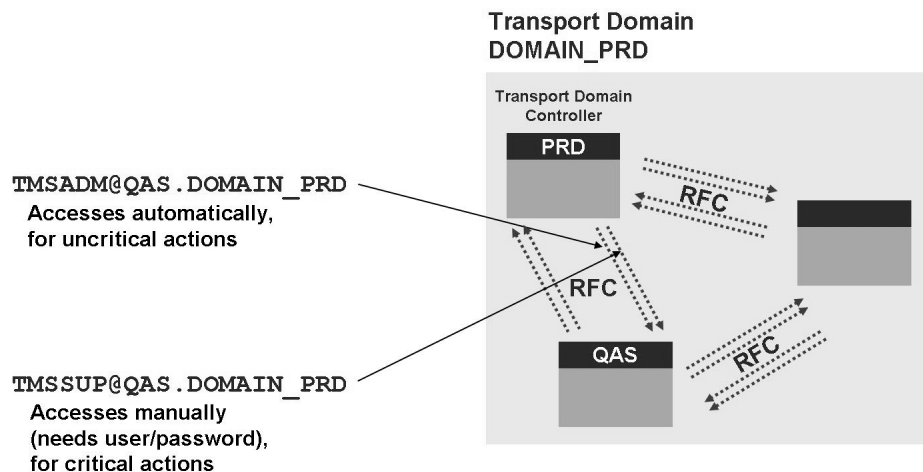 Transport Domain
DOMAIN_PRD
Transport Domain
Controller
PRD
RFC
TMSADM@QAS.DOMAIN_PRD
Accesses automatically,
for uncritical actions
RFC
QAS
RFC
TMSSUP@QAS.DOMAIN_PRD
Accesses manually
(needs user/password),
for critical actions